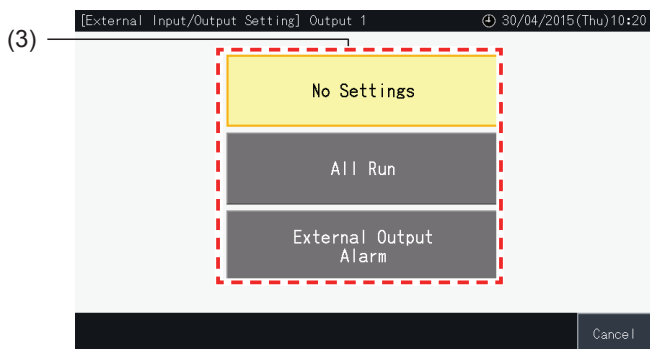 [External Input/Output Setting] Output 1 30/04/2015(Thu)10:20
(3)
No Settings
All Run
External Output
Alarm
Cancel